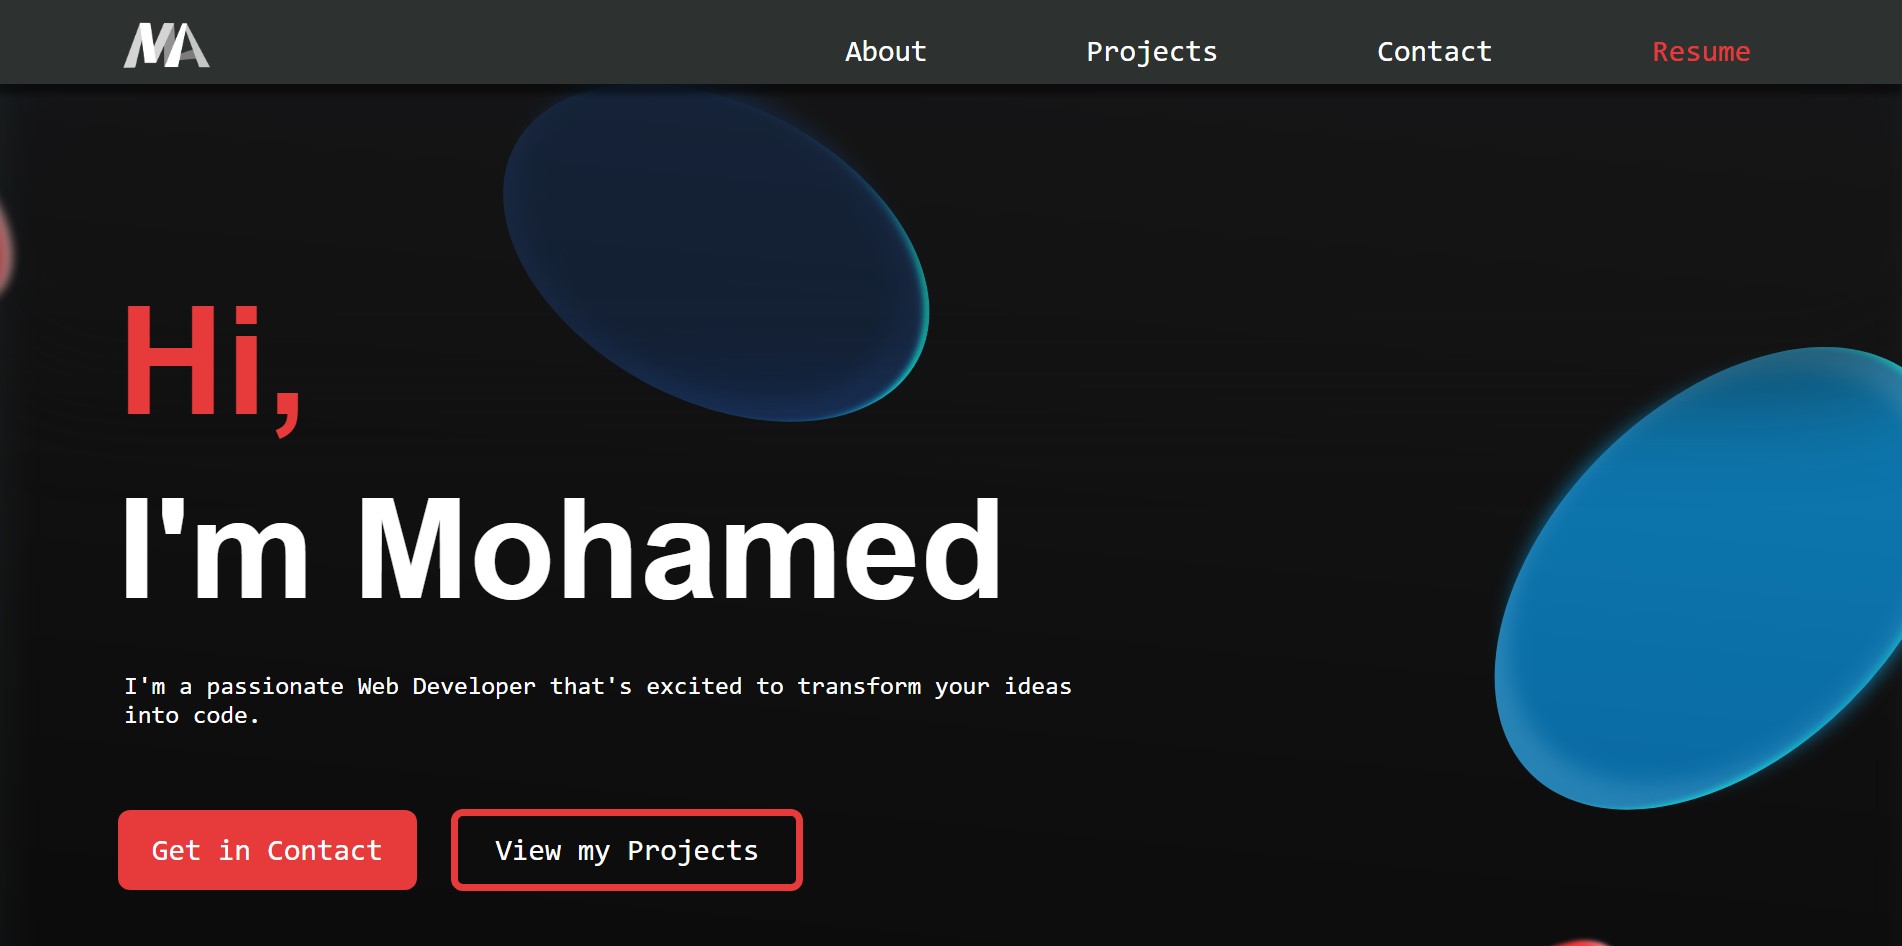 MA
About Projects Contact Resume
Hi,
I'm Mohamed
I'm a passionate Web Developer that's excited to transform your ideas
into code.
Get in Contact View my Projects